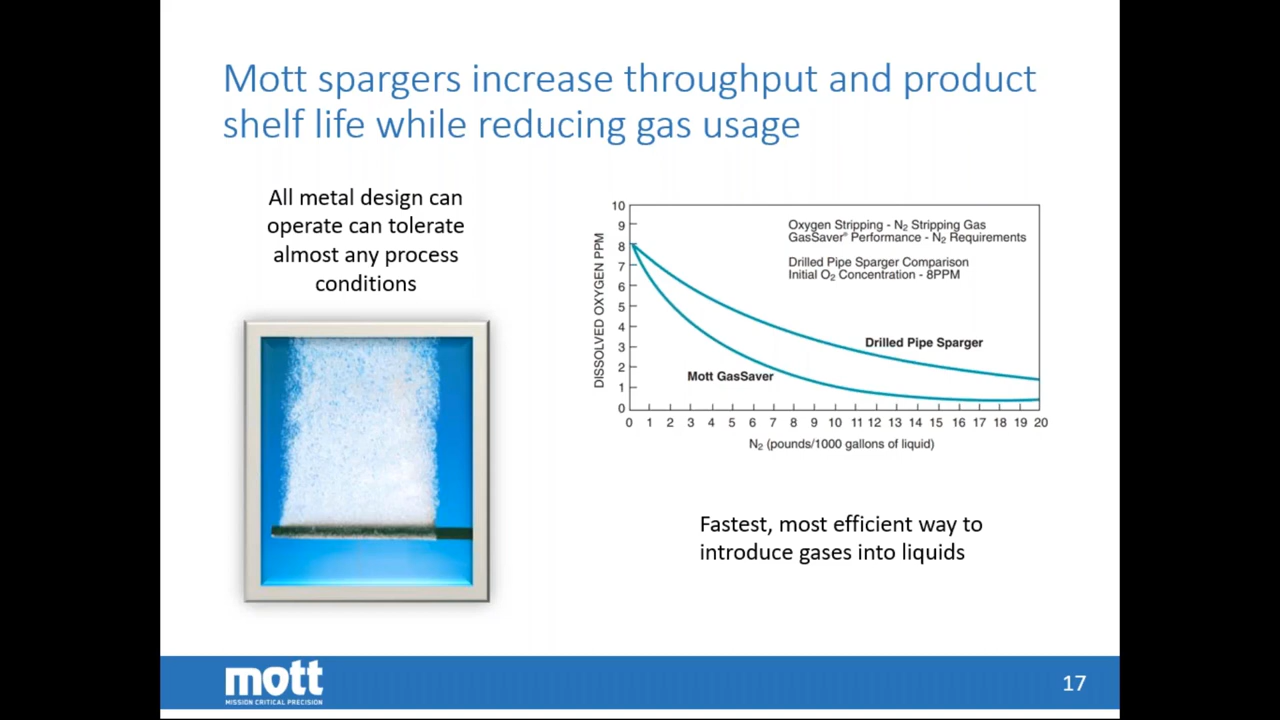 Mott spargers increase throughput and product
shelf life while reducing gas usage
All metal design can
operate can tolerate
almost any process
conditions
DISSOLVED OXYGEN PPM
10
9
8
7
6
5
4
3
2
1
0
Oxygen Stripping - N₂ Stripping Gas
GasSaver® Performance - N₂ Requirements
Drilled Pipe Sparger Comparison
Initial O₂ Concentration - 8PPM
Drilled Pipe Sparger
Mott GasSaver
0 1 2 3 4 5 6 7 8 9 10 11 12 13 14 15 16 17 18 19 20
N₂ (pounds/1000 gallons of liquid)
Fastest, most efficient way to
introduce gases into liquids
mott
MISSION CRITICAL PRECISION
17